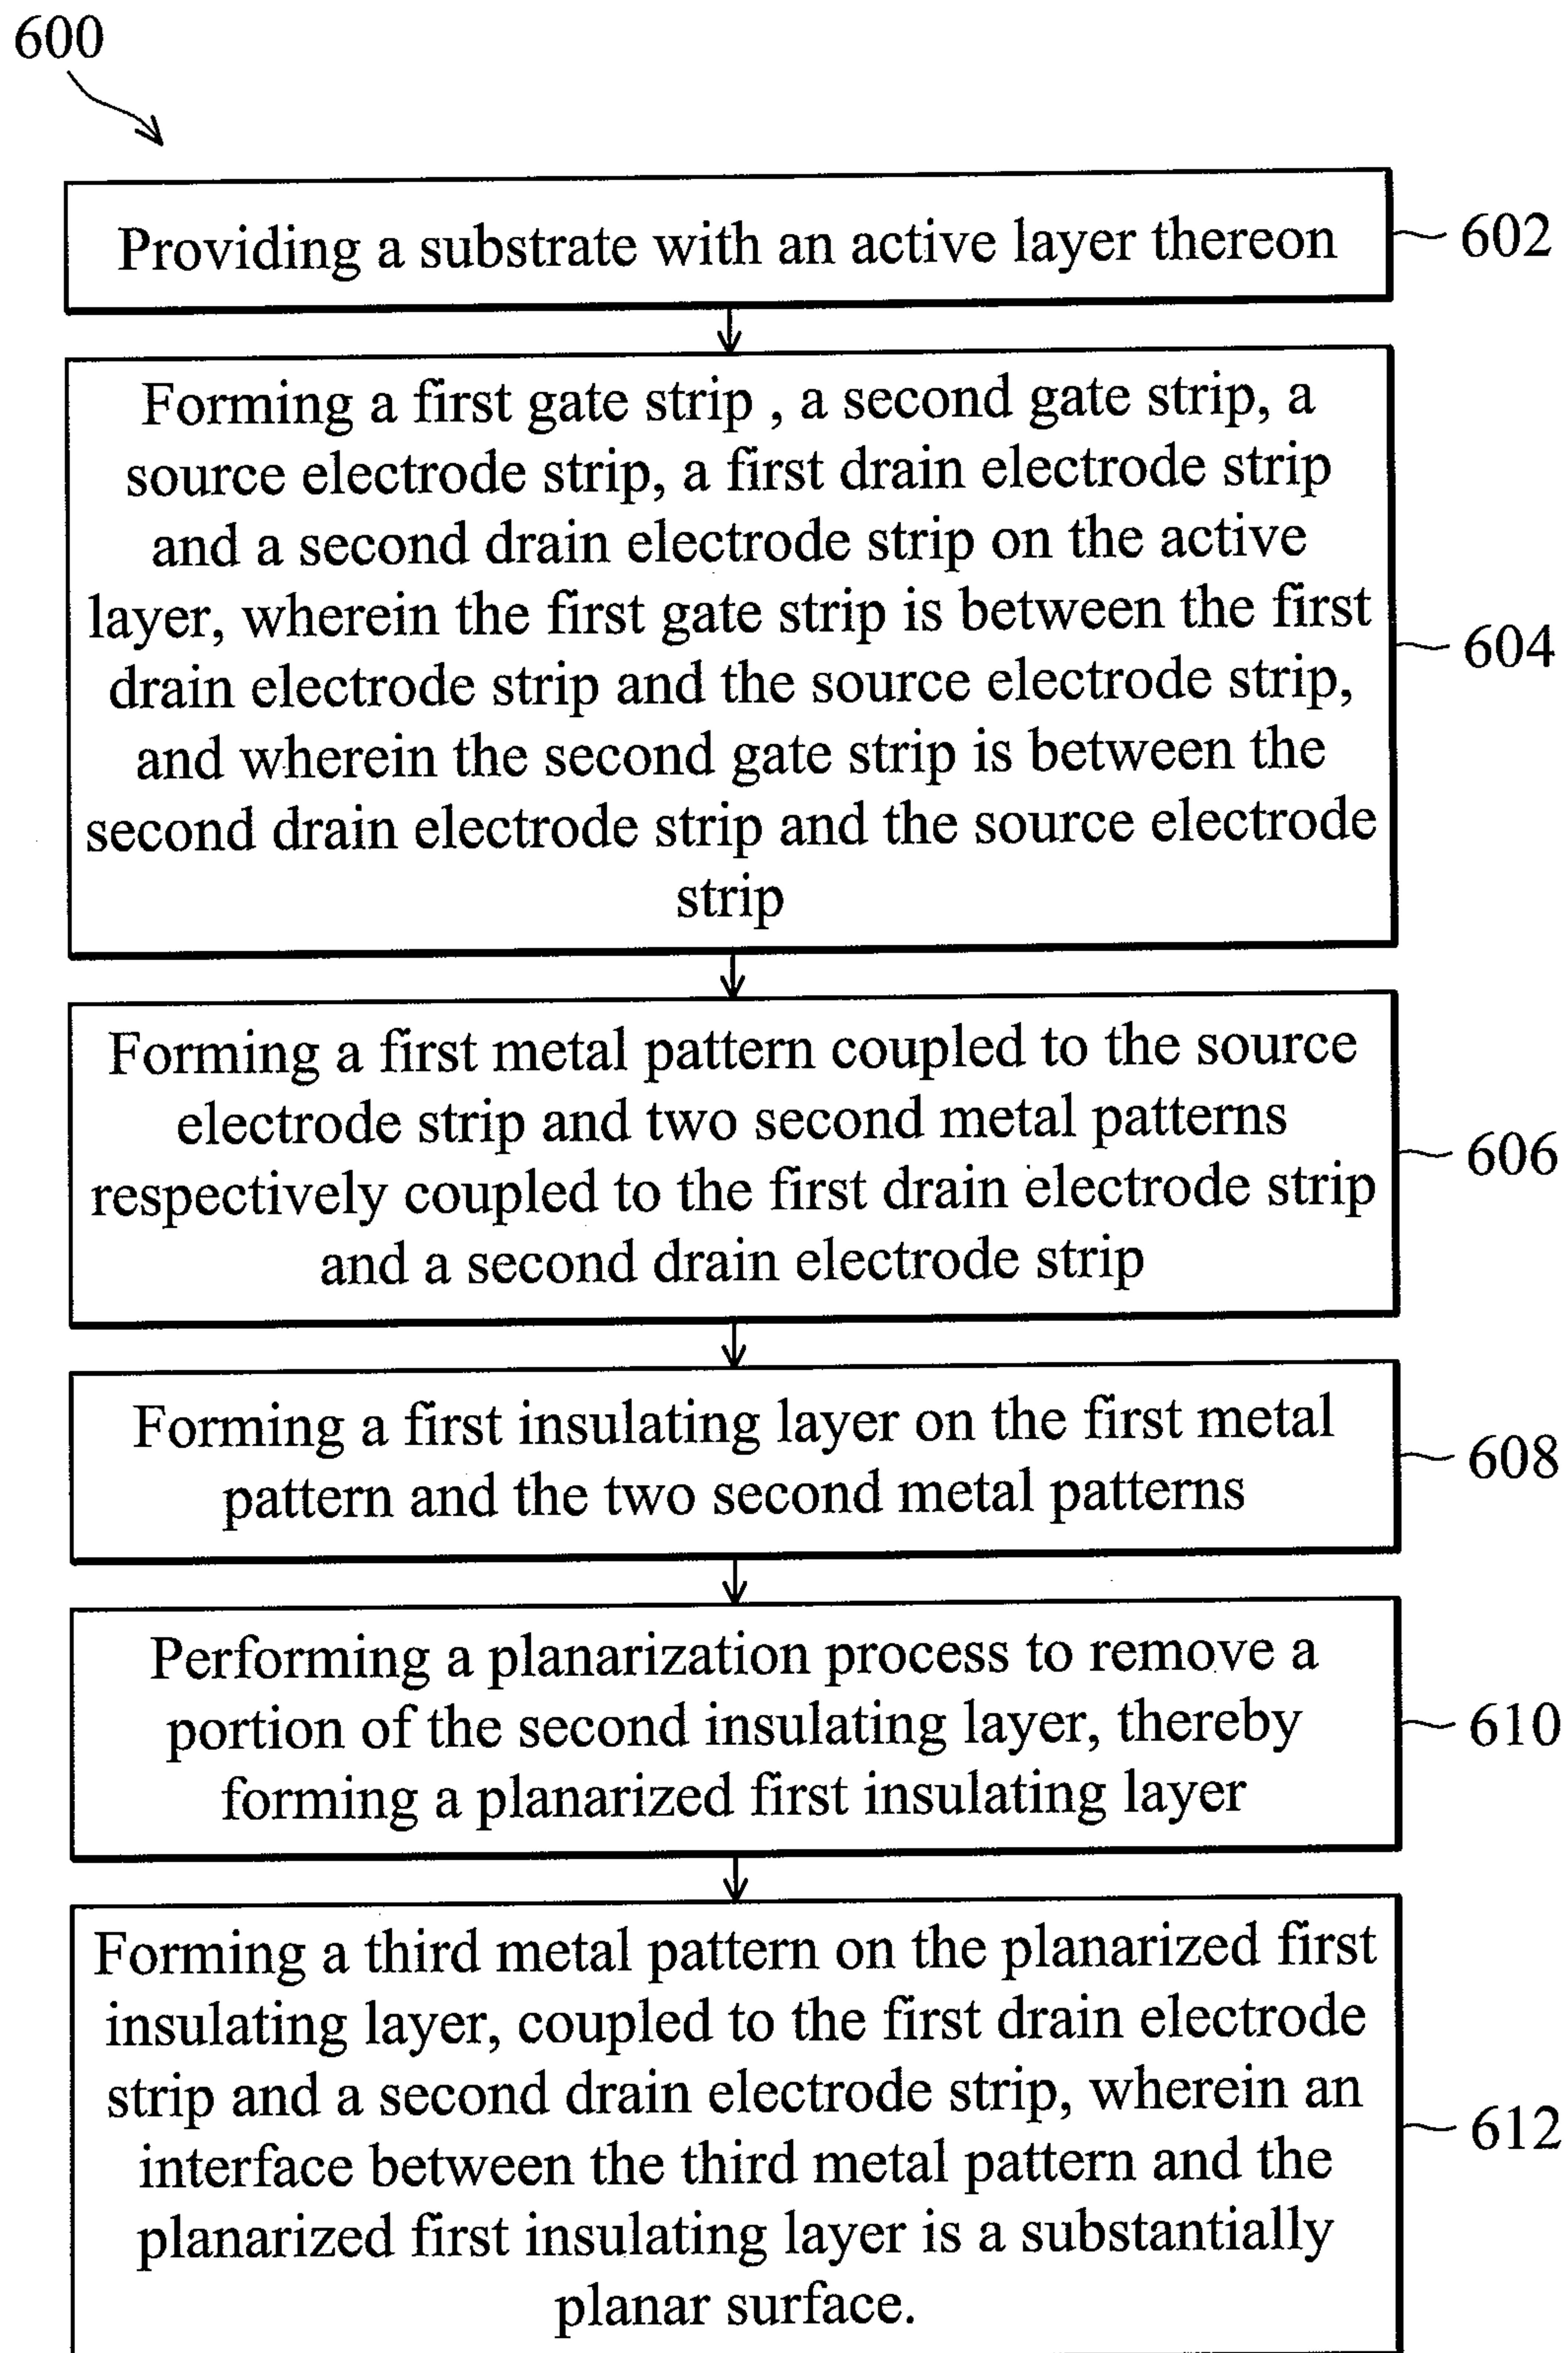 600
Providing a substrate with an active layer thereon
602
Forming a first gate strip , a second gate strip, a
source electrode strip, a first drain electrode strip
and a second drain electrode strip on the active
layer, wherein the first gate strip is between the first
drain electrode strip and the source electrode strip,
and wherein the second gate strip is between the
second drain electrode strip and the source electrode
strip
604
Forming a first metal pattern coupled to the source
electrode strip and two second metal patterns
respectively coupled to the first drain electrode strip
and a second drain electrode strip
606
Forming a first insulating layer on the first metal
pattern and the two second metal patterns
608
Performing a planarization process to remove a
portion of the second insulating layer, thereby
forming a planarized first insulating layer
610
Forming a third metal pattern on the planarized first
insulating layer, coupled to the first drain electrode
strip and a second drain electrode strip, wherein an
interface between the third metal pattern and the
planarized first insulating layer is a substantially
planar surface.
612